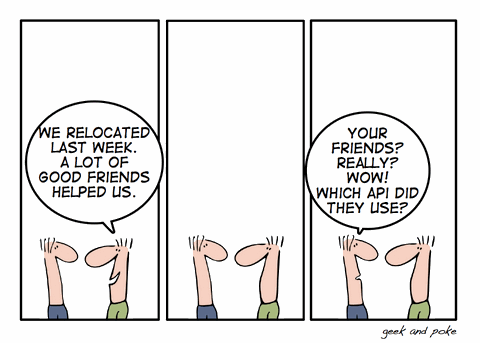 WE RELOCATED
LAST WEEK.
A LOT OF
GOOD FRIENDS
HELPED US.
YOUR
FRIENDS?
REALLY?
WOW!
WHICH API DID
THEY USE?
geek and poke